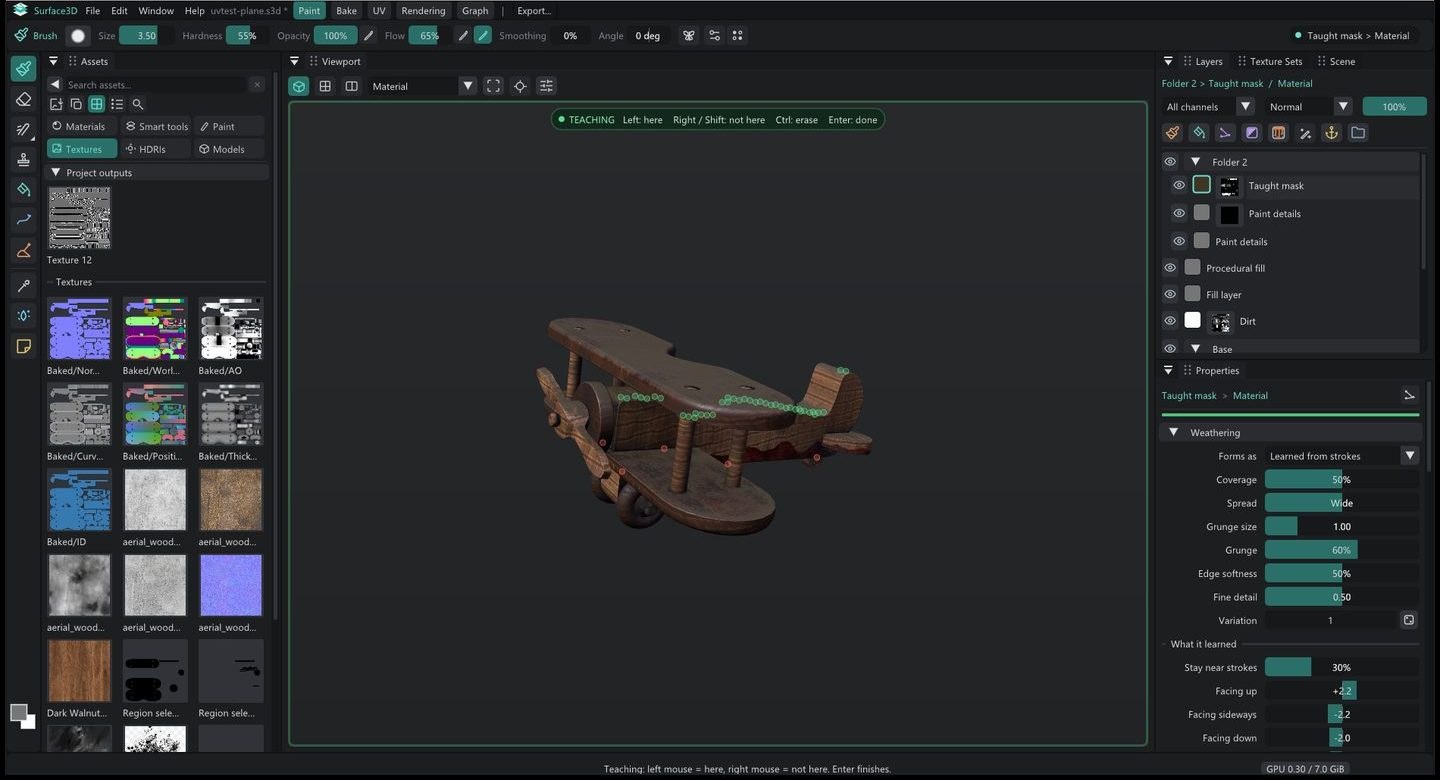 Surface3D File Edit Window Help uvtest-plane.s3d * Paint Bake UV Rendering Graph Export...
Brush Size 3.50 Hardness 55% Opacity 100% Flow 65% Smoothing 0% Angle 0 deg Taught mask > Material
Assets
Search assets...
Materials Smart tools Paint
Textures HDRIs Models
Project outputs
Texture 12
Textures
Baked/Nor... Baked/Worl... Baked/AO
Baked/Curv... Baked/Positi... Baked/Thick...
Baked/ID aerial_wood... aerial_wood...
aerial_wood... aerial_wood... aerial_wood...
Dark Walnut... Region sele... Region sele...
Viewport
Material
TEACHING Left: here Right / Shift: not here Ctrl: erase Enter: done
Layers Texture Sets Scene
Folder 2 > Taught mask / Material
All channels Normal 100%
Folder 2
Taught mask
Paint details
Paint details
Procedural fill
Fill layer
Dirt
Base
Properties
Taught mask > Material
Weathering
Forms as Learned from strokes
Coverage 50%
Spread Wide
Grunge size 1.00
Grunge 60%
Edge softness 50%
Fine detail 0.50
Variation 1
What it learned
Stay near strokes 30%
Facing up +2.2
Facing sideways -2.2
Facing down -2.0
Teaching: left mouse = here, right mouse = not here. Enter finishes.
GPU 0.30 / 7.0 GiB